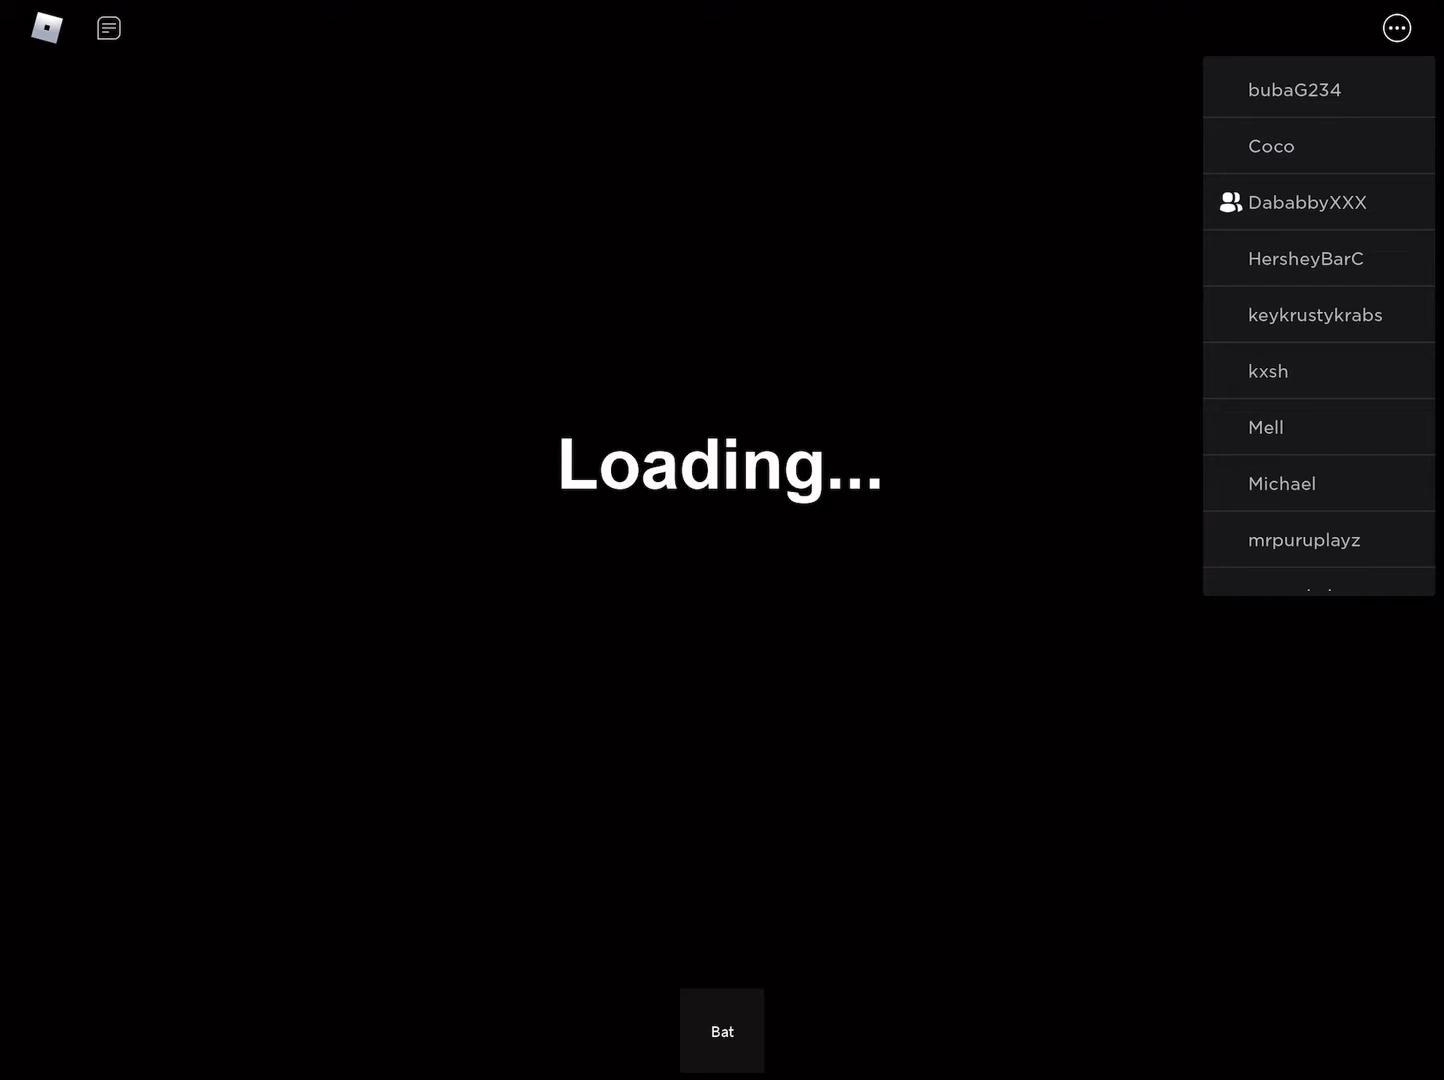 bubaG234
Coco
DababbyXXX
HersheyBarC
keykrustykrabs
kxsh
Mell
Michael
mrpuruplayz
Loading...
Bat